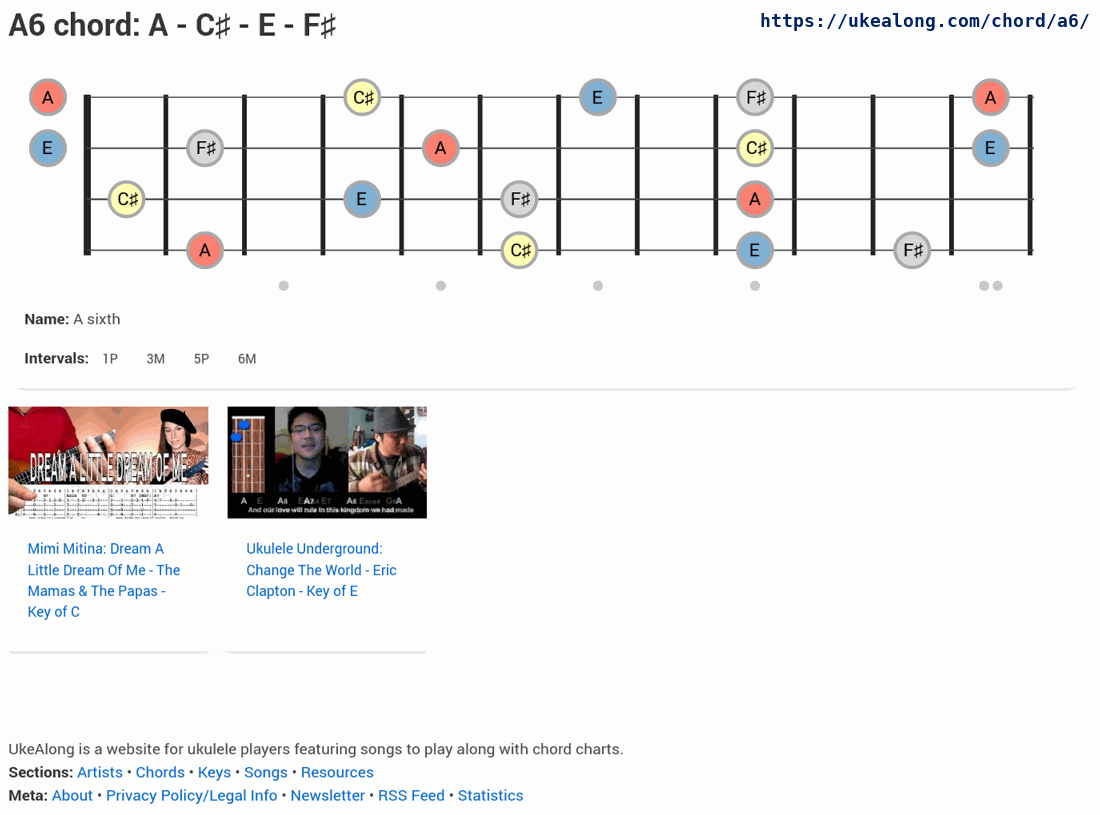 A6 chord: A - C♯ - E - F♯
https://ukealong.com/chord/a6/
A C♯ E F♯ A
E F♯ A C♯ E
C♯ E F♯ A
A C♯ E F♯
Name: A sixth
Intervals: 1P 3M 5P 6M
DREAM A LITTLE DREAM OF ME
A E A6 E A7 E7 A6 G♯A
And our love will rule in this kingdom we had made
Mimi Mitina: Dream A
Little Dream Of Me - The
Mamas & The Papas -
Key of C
Ukulele Underground:
Change The World - Eric
Clapton - Key of E
UkeAlong is a website for ukulele players featuring songs to play along with chord charts.
Sections: Artists • Chords • Keys • Songs • Resources
Meta: About • Privacy Policy/Legal Info • Newsletter • RSS Feed • Statistics